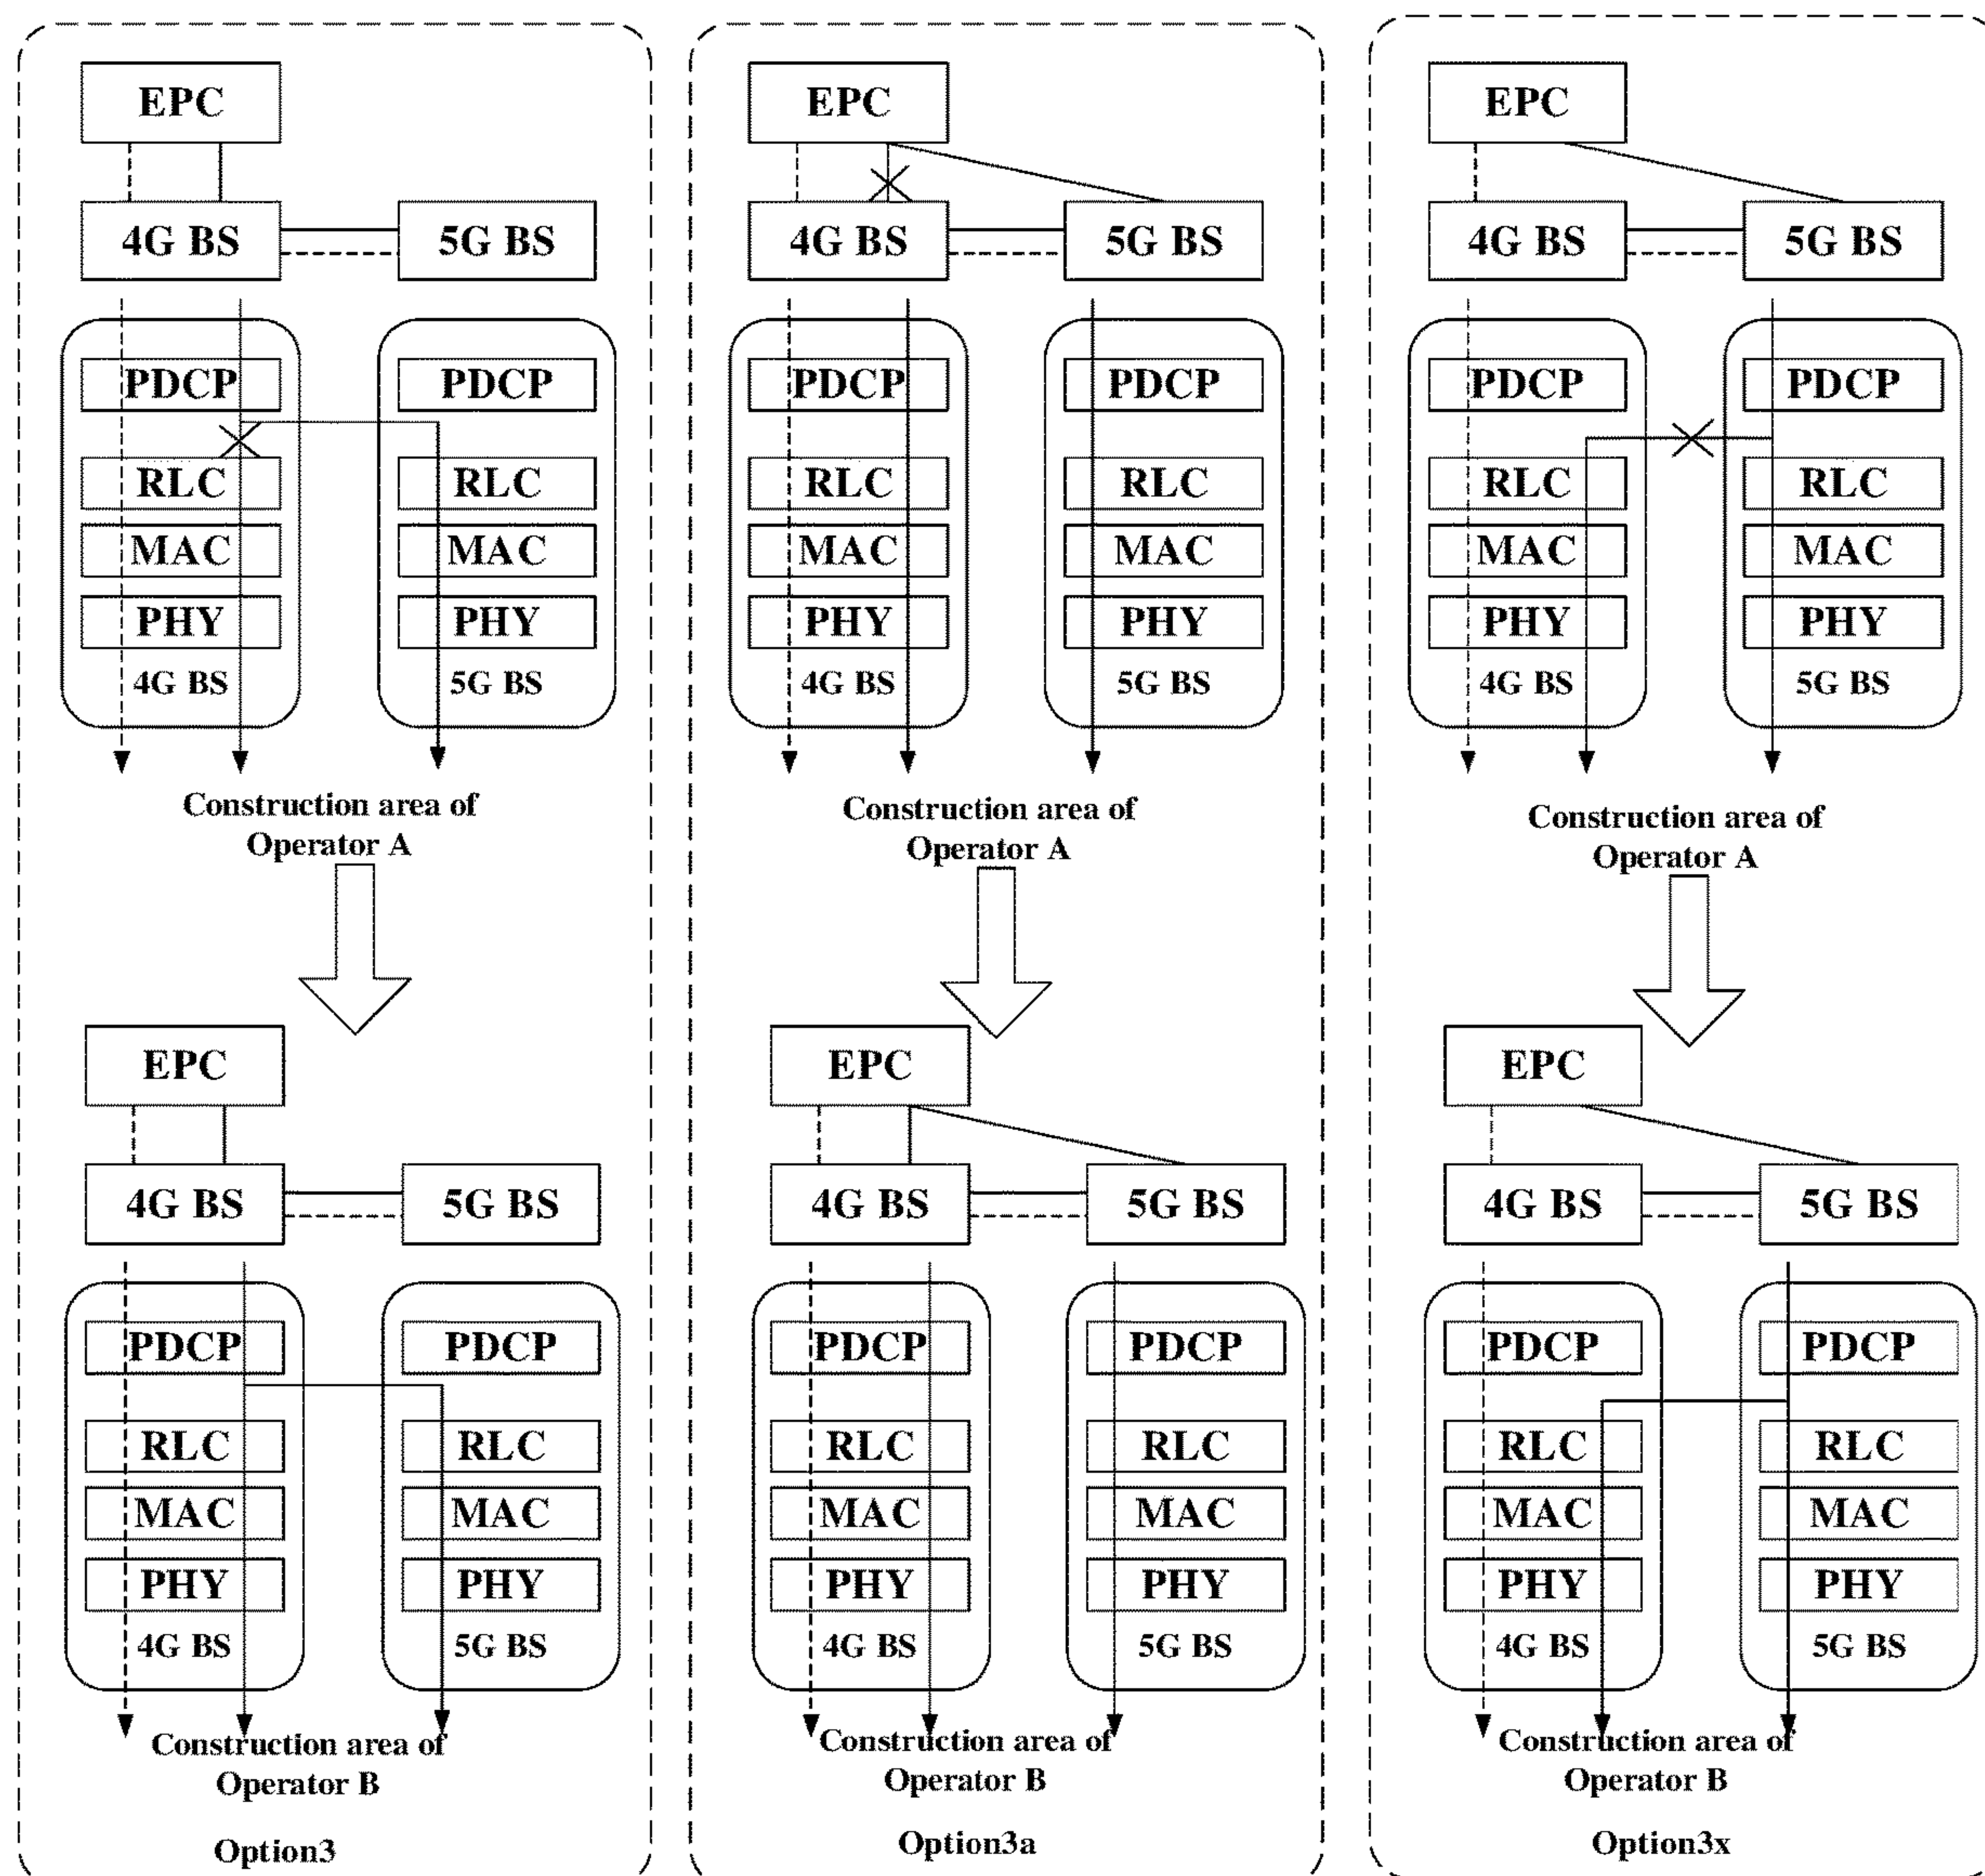 EPC
4G BS
5G BS
PDCP
PDCP
RLC
RLC
MAC
MAC
PHY
PHY
4G BS
5G BS
Construction area of
Operator A
EPC
4G BS
5G BS
PDCP
PDCP
RLC
RLC
MAC
MAC
PHY
PHY
4G BS
5G BS
Construction area of
Operator B
Option3
EPC
4G BS
5G BS
PDCP
PDCP
RLC
RLC
MAC
MAC
PHY
PHY
4G BS
5G BS
Construction area of
Operator A
EPC
4G BS
5G BS
PDCP
PDCP
RLC
RLC
MAC
MAC
PHY
PHY
4G BS
5G BS
Construction area of
Operator B
Option3a
EPC
4G BS
5G BS
PDCP
PDCP
RLC
RLC
MAC
MAC
PHY
PHY
4G BS
5G BS
Construction area of
Operator A
EPC
4G BS
5G BS
PDCP
PDCP
RLC
RLC
MAC
MAC
PHY
PHY
4G BS
5G BS
Construction area of
Operator B
Option3x